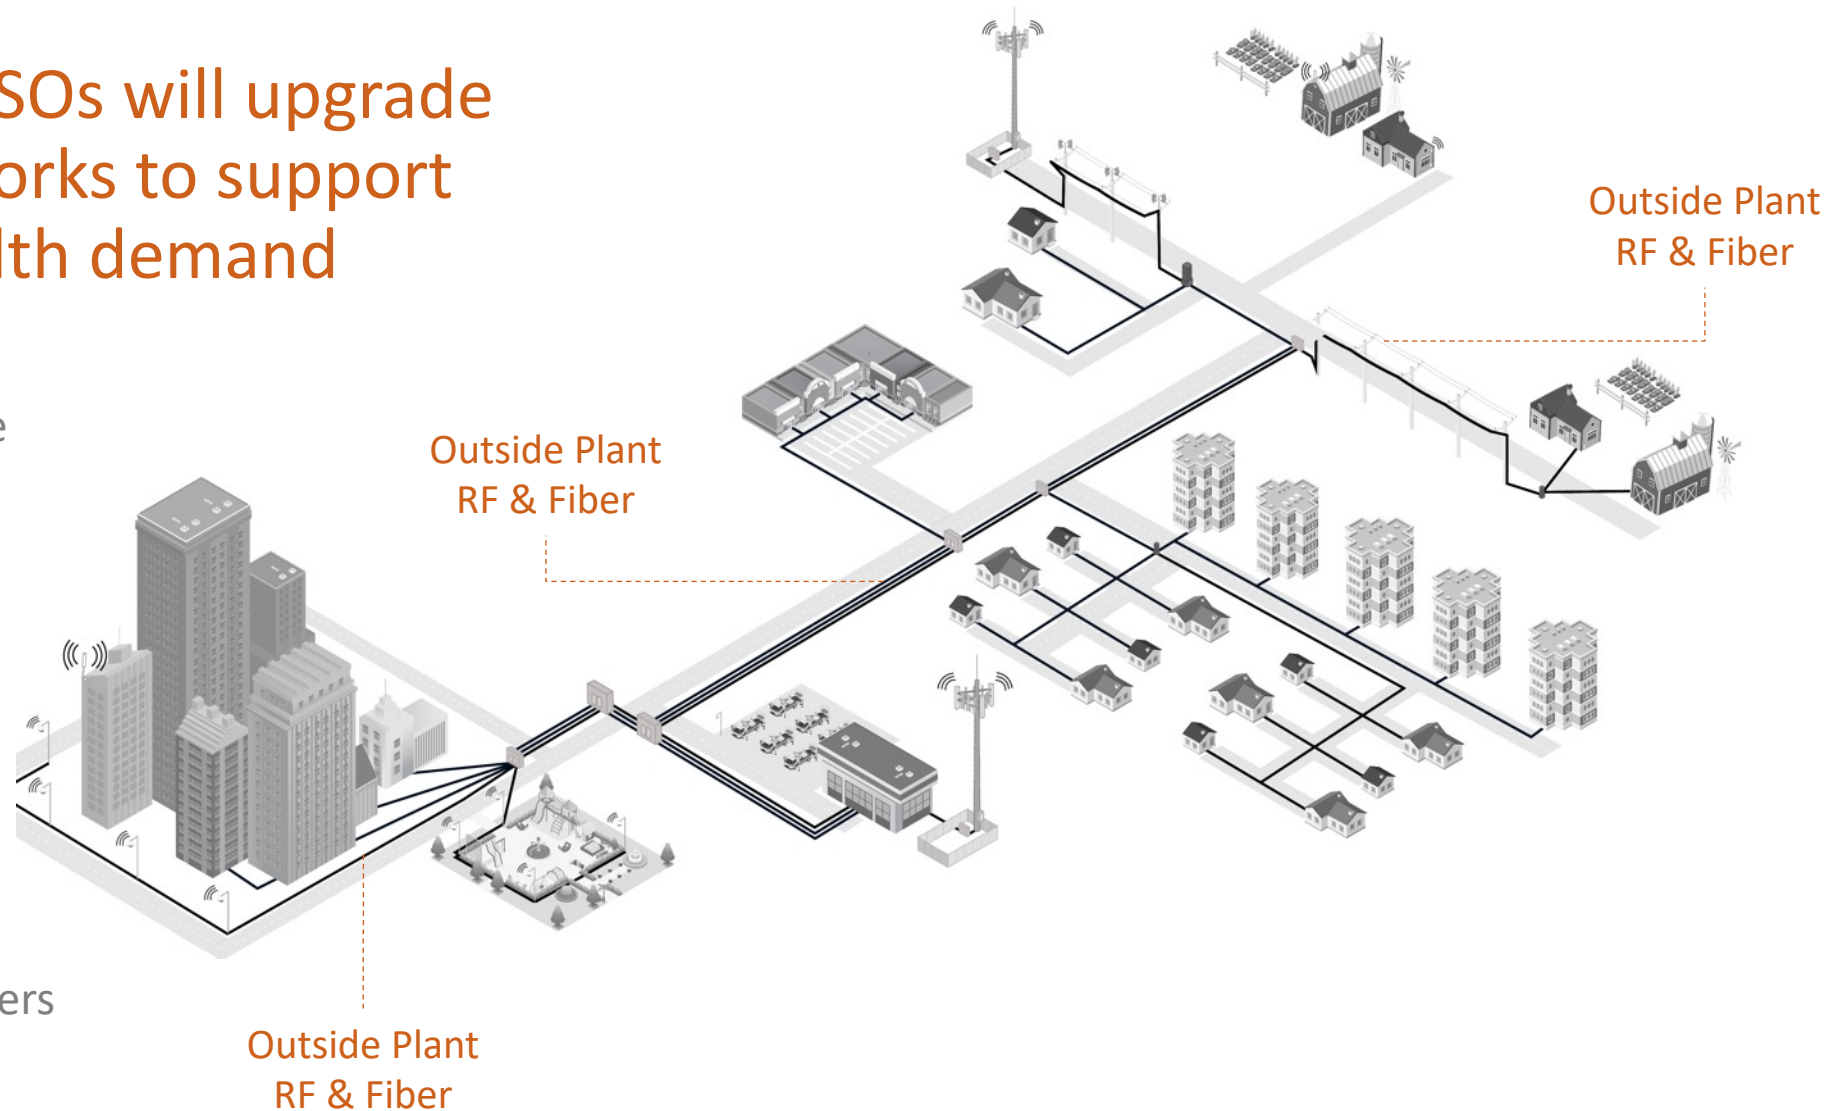 SOs will upgrade
orks to support
lth demand
Outside Plant
RF & Fiber
e
Outside Plant
RF & Fiber
ers
Outside Plant
RF & Fiber